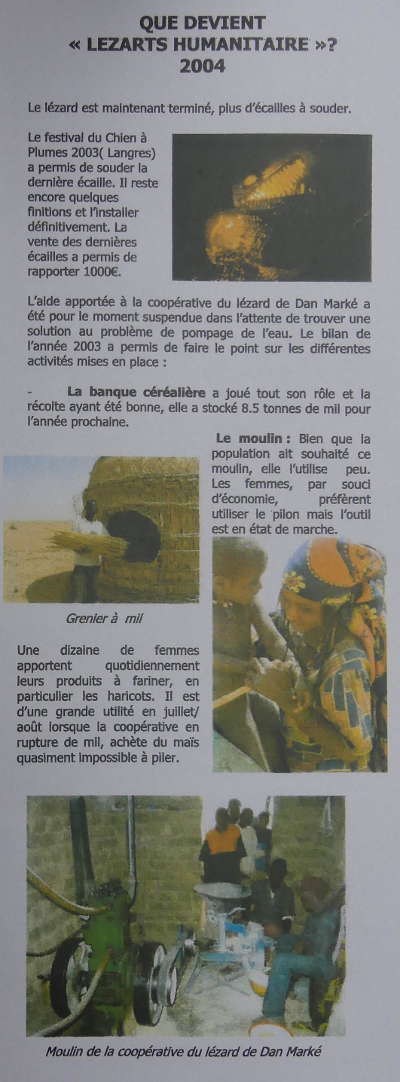 QUE DEVIENT
« LEZARTS HUMANITAIRE »?
2004
Le lézard est maintenant terminé, plus d'écailles à souder.
Le festival du Chien à
Plumes 2003( Langres)
a permis de souder la
dernière écaille. Il reste
encore quelques
finitions et l'installer
définitivement. La
vente des dernières
écailles a permis de
rapporter 1000€.
L'aide apportée à la coopérative du lézard de Dan Marké a
été pour le moment suspendue dans l'attente de trouver une
solution au problème de pompage de l'eau. Le bilan de
l'année 2003 a permis de faire le point sur les différentes
activités mises en place :
- La banque céréalière a joué tout son rôle et la
récolte ayant été bonne, elle a stocké 8.5 tonnes de mil pour
l'année prochaine.
Le moulin : Bien que la
population ait souhaité ce
moulin, elle l'utilise peu.
Les femmes, par souci
d'économie, préfèrent
utiliser le pilon mais l'outil
est en état de marche.
Grenier à mil
Une dizaine de femmes
apportent quotidiennement
leurs produits à fariner, en
particulier les haricots. Il est
d'une grande utilité en juillet/
août lorsque la coopérative en
rupture de mil, achète du maïs
quasiment impossible à piler.
Moulin de la coopérative du lézard de Dan Marké